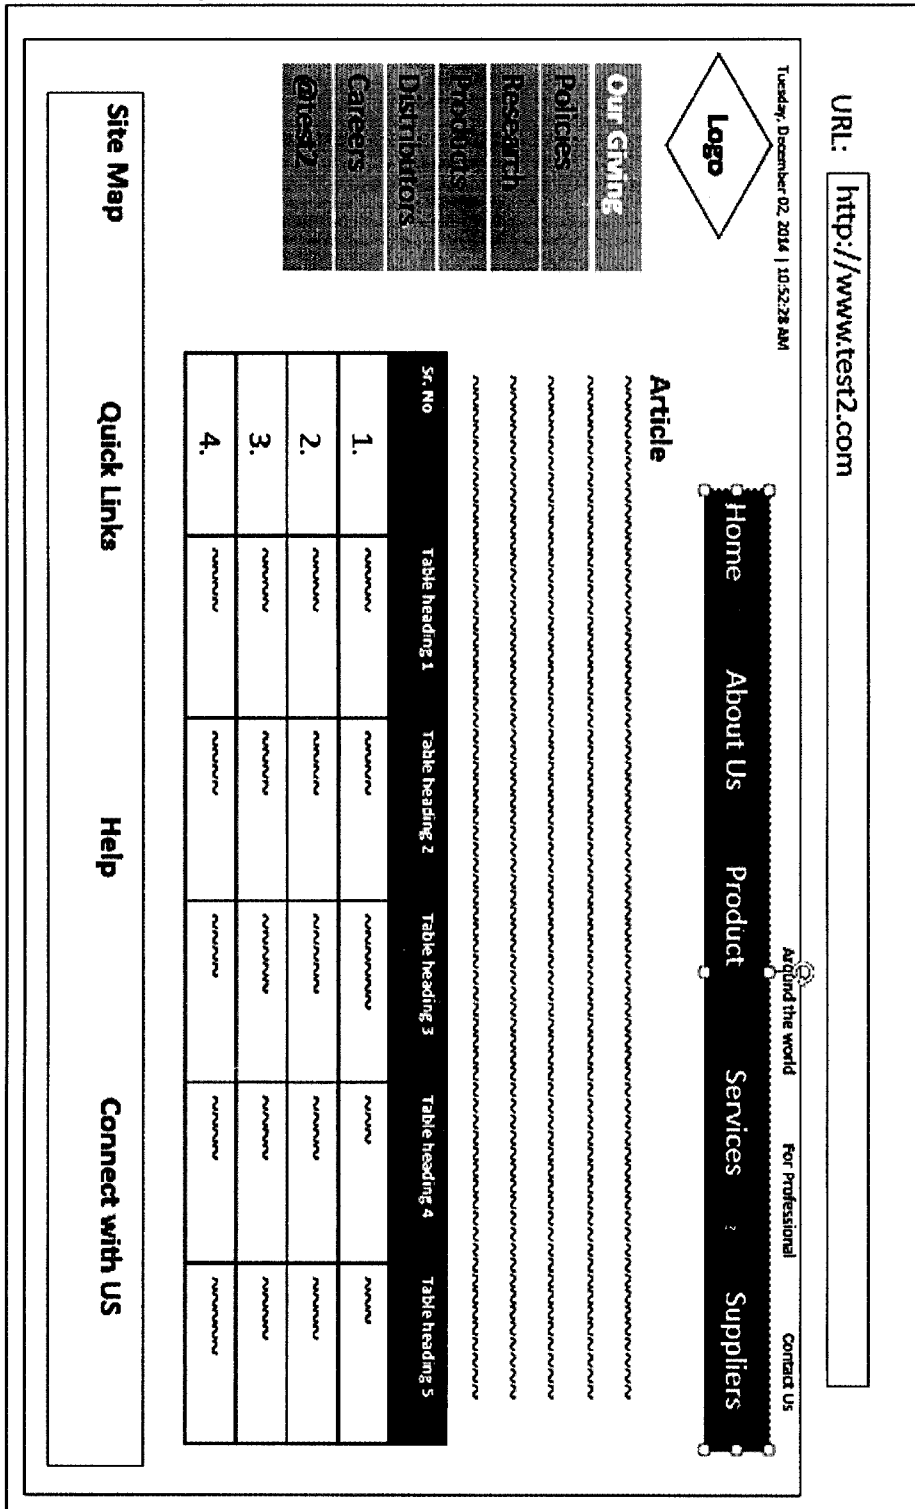 URL: http://www.test2.com
Tuesday, December 02, 2014 | 10:52:28 AM
Around the world For Professional Contact Us
Logo
Home About Us Product Services ? Suppliers
Our Giving
Policies
Research
Products
Distributors
Careers
@test2
Article
Sr. No Table heading 1 Table heading 2 Table heading 3 Table heading 4 Table heading 5
1.
2.
3.
4.
Site Map Quick Links Help Connect with US